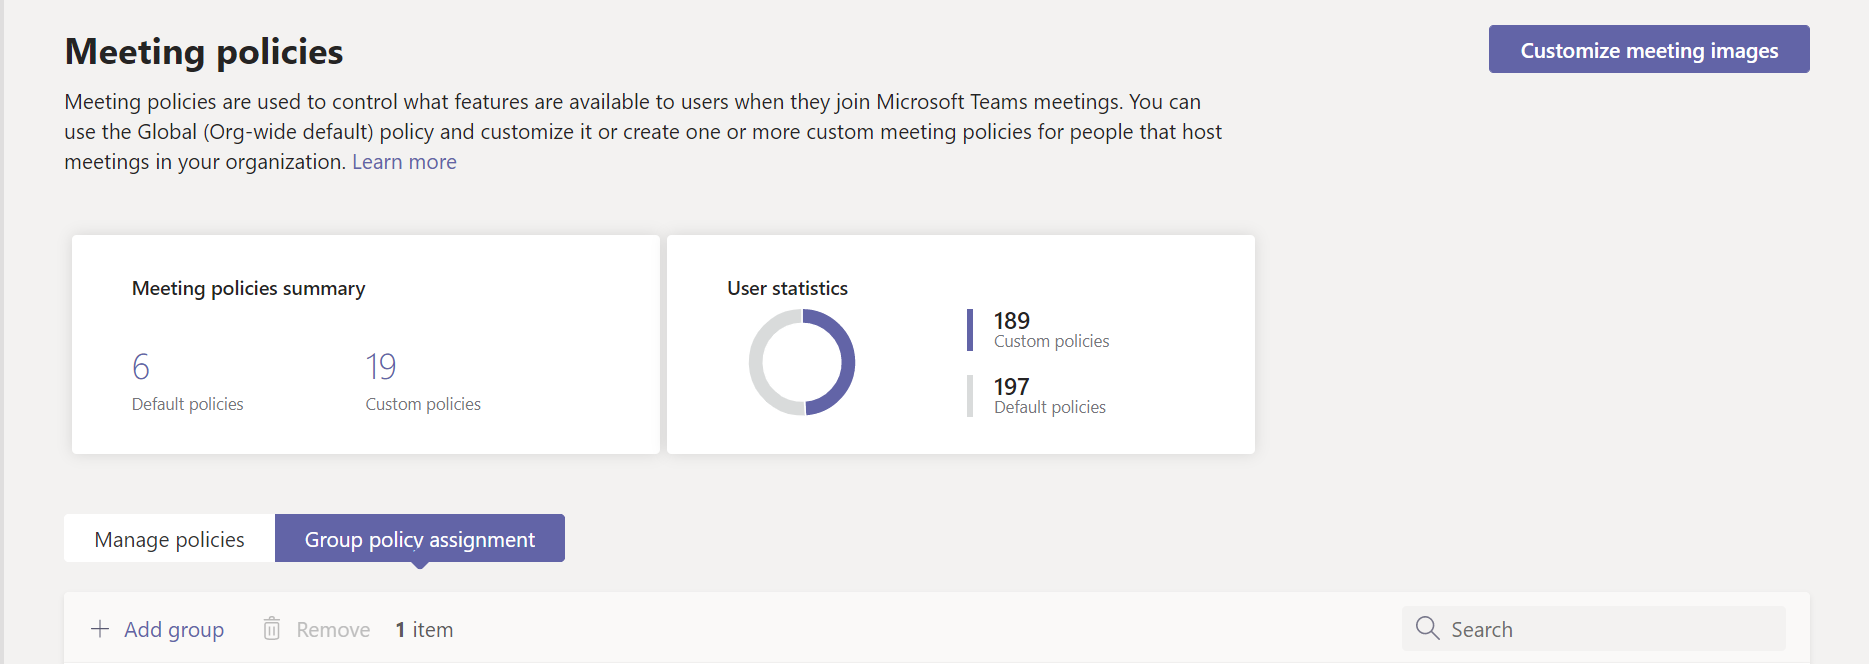 Meeting policies
Customize meeting images
Meeting policies are used to control what features are available to users when they join Microsoft Teams meetings. You can
use the Global (Org-wide default) policy and customize it or create one or more custom meeting policies for people that host
meetings in your organization. Learn more
Meeting policies summary
6
Default policies
19
Custom policies
User statistics
189
Custom policies
197
Default policies
Manage policies
Group policy assignment
Add group
Remove
1 item
Search